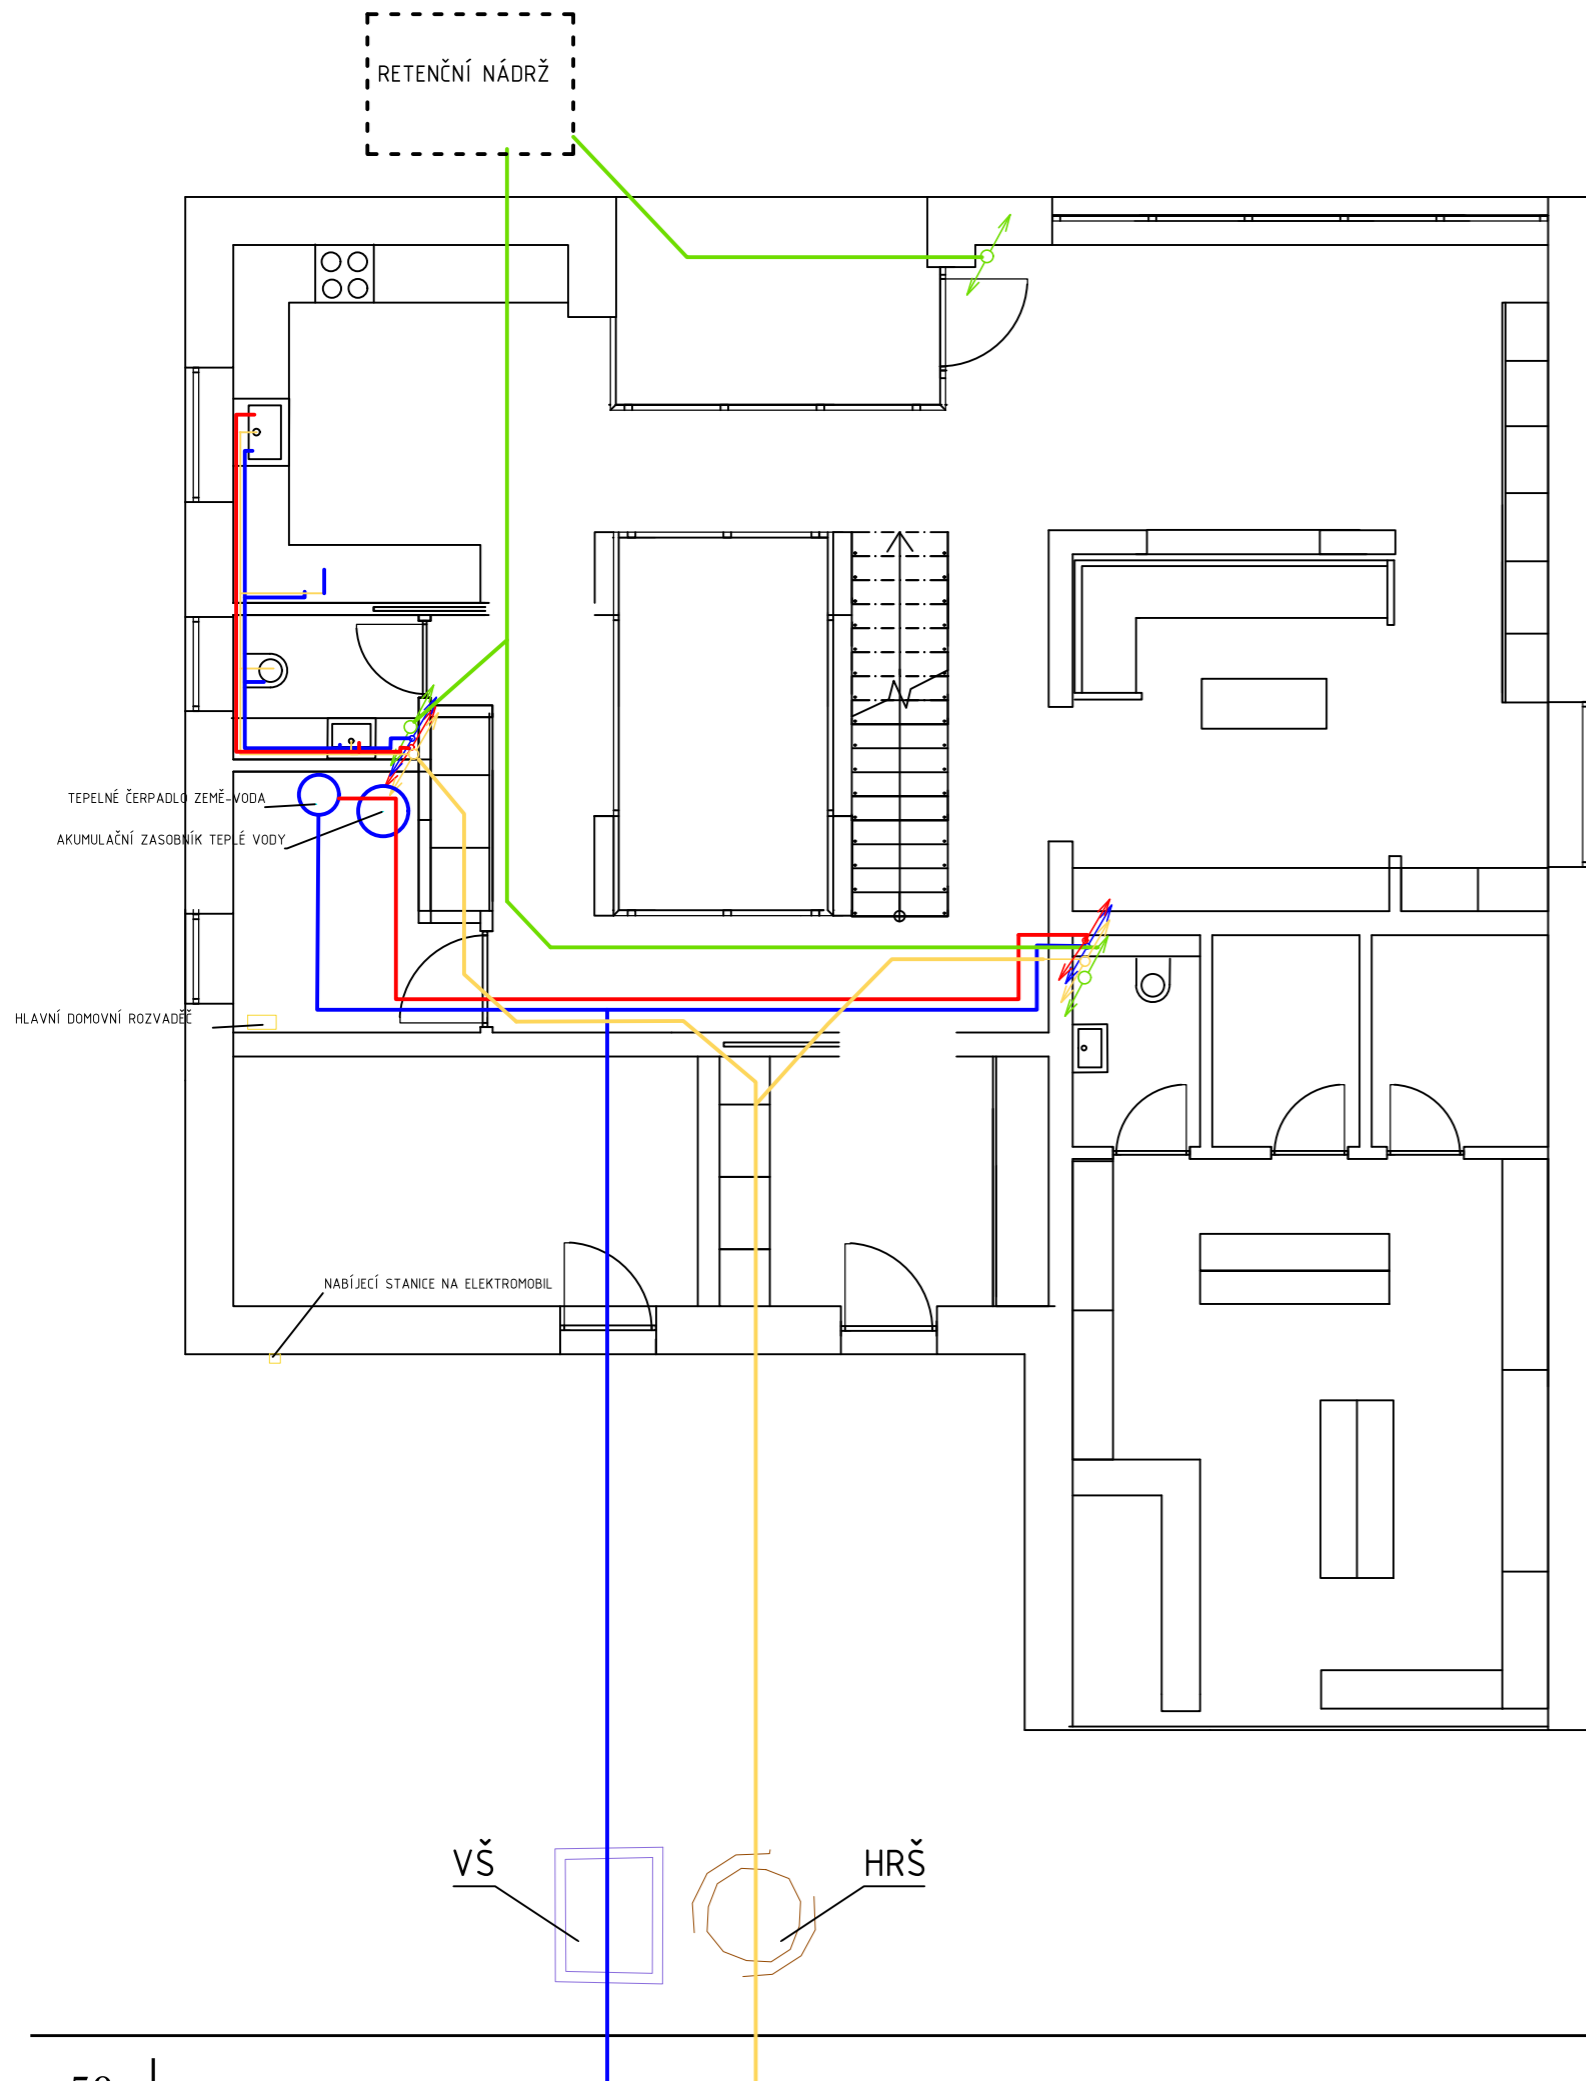 RETENČNÍ NÁDRŽ
TEPELNÉ ČERPADLO ZEMĚ-VODA
AKUMULAČNÍ ZASOBNÍK TEPLÉ VODY
HLAVNÍ DOMOVNÍ ROZVADĚČ
NABÍJECÍ STANICE NA ELEKTROMOBIL
VŠ
HRŠ